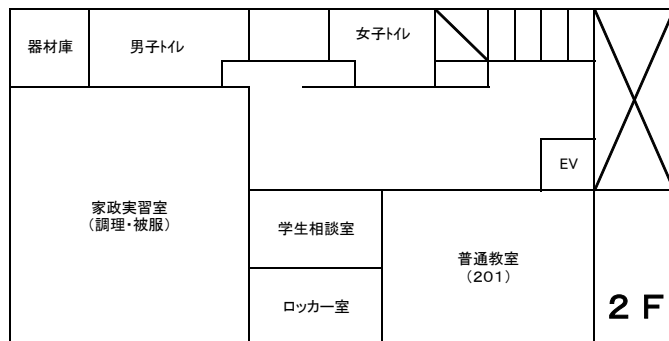 器材庫
男子トイレ
女子トイレ
EV
家政実習室
(調理・被服)
学生相談室
普通教室
(201)
ロッカー室
2F